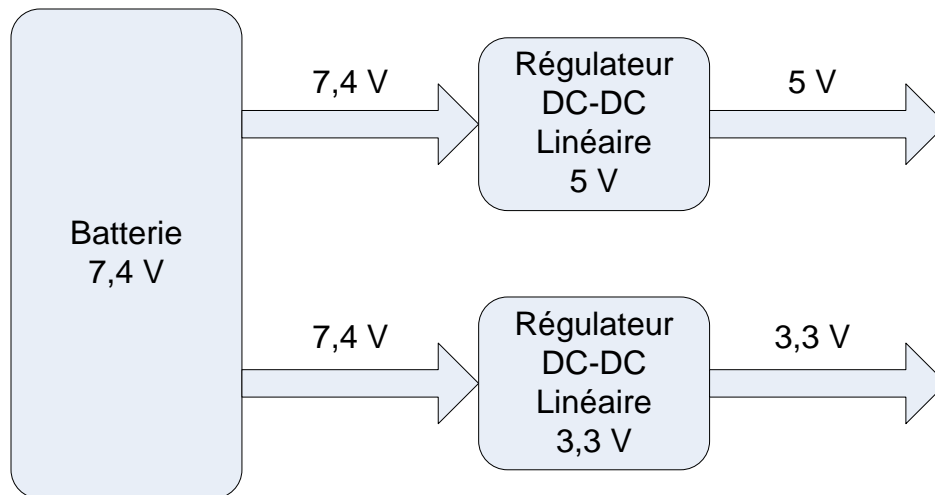 Batterie
7,4 V
7,4 V
Régulateur
DC-DC
Linéaire
5 V
5 V
7,4 V
Régulateur
DC-DC
Linéaire
3,3 V
3,3 V